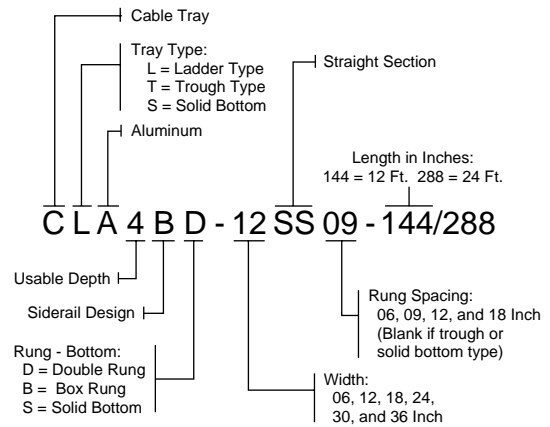 Cable Tray
Tray Type:
L = Ladder Type
T = Trough Type
S = Solid Bottom
Straight Section
Aluminum
Length in Inches:
144 = 12 Ft. 288 = 24 Ft.
C L A 4 B D - 12 SS 09 - 144/288
Usable Depth
Siderail Design
Rung - Bottom:
D = Double Rung
B = Box Rung
S = Solid Bottom
Rung Spacing:
06, 09, 12, and 18 Inch
(Blank if trough or
solid bottom type)
Width:
06, 12, 18, 24,
30, and 36 Inch